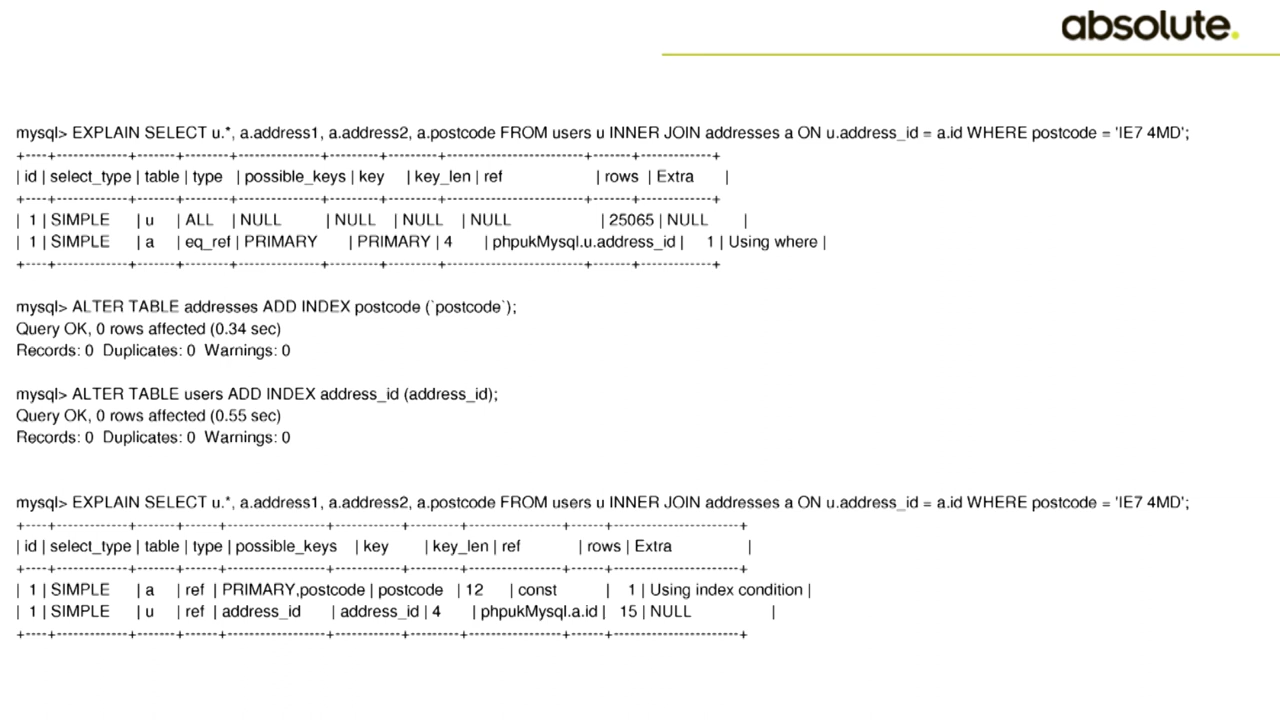 absolute.
mysql> EXPLAIN SELECT u.*, a.address1, a.address2, a.postcode FROM users u INNER JOIN addresses a ON u.address_id = a.id WHERE postcode = 'IE7 4MD';
+----+-------------+-------+--------+---------------+---------+---------+-----------------------+-------+-------------+
| id | select_type | table | type | possible_keys | key | key_len | ref | rows | Extra |
+----+-------------+-------+--------+---------------+---------+---------+-----------------------+-------+-------------+
| 1 | SIMPLE | u | ALL | NULL | NULL | NULL | NULL | 25065 | NULL |
| 1 | SIMPLE | a | eq_ref | PRIMARY | PRIMARY | 4 | phpukMysql.u.address_id | 1 | Using where |
+----+-------------+-------+--------+---------------+---------+---------+-----------------------+-------+-------------+
mysql> ALTER TABLE addresses ADD INDEX postcode (`postcode`);
Query OK, 0 rows affected (0.34 sec)
Records: 0 Duplicates: 0 Warnings: 0
mysql> ALTER TABLE users ADD INDEX address_id (address_id);
Query OK, 0 rows affected (0.55 sec)
Records: 0 Duplicates: 0 Warnings: 0
mysql> EXPLAIN SELECT u.*, a.address1, a.address2, a.postcode FROM users u INNER JOIN addresses a ON u.address_id = a.id WHERE postcode = 'IE7 4MD';
+----+-------------+-------+------+------------------+------------+---------+-----------------+------+-----------------------+
| id | select_type | table | type | possible_keys | key | key_len | ref | rows | Extra |
+----+-------------+-------+------+------------------+------------+---------+-----------------+------+-----------------------+
| 1 | SIMPLE | a | ref | PRIMARY,postcode | postcode | 12 | const | 1 | Using index condition |
| 1 | SIMPLE | u | ref | address_id | address_id | 4 | phpukMysql.a.id | 15 | NULL |
+----+-------------+-------+------+------------------+------------+---------+-----------------+------+-----------------------+